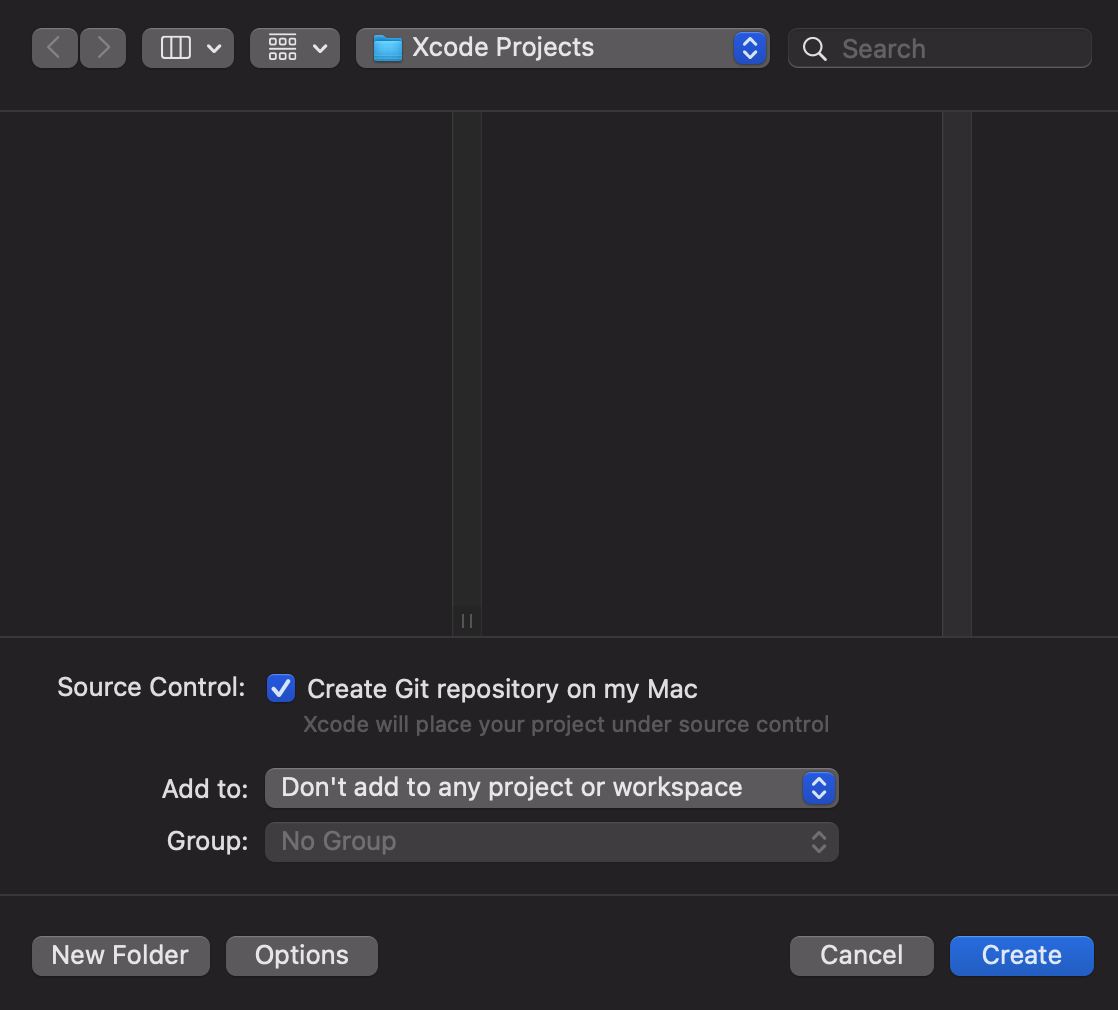 Xcode Projects
Search
Source Control:
Create Git repository on my Mac
Xcode will place your project under source control
Add to:
Don't add to any project or workspace
Group:
No Group
New Folder
Options
Cancel
Create